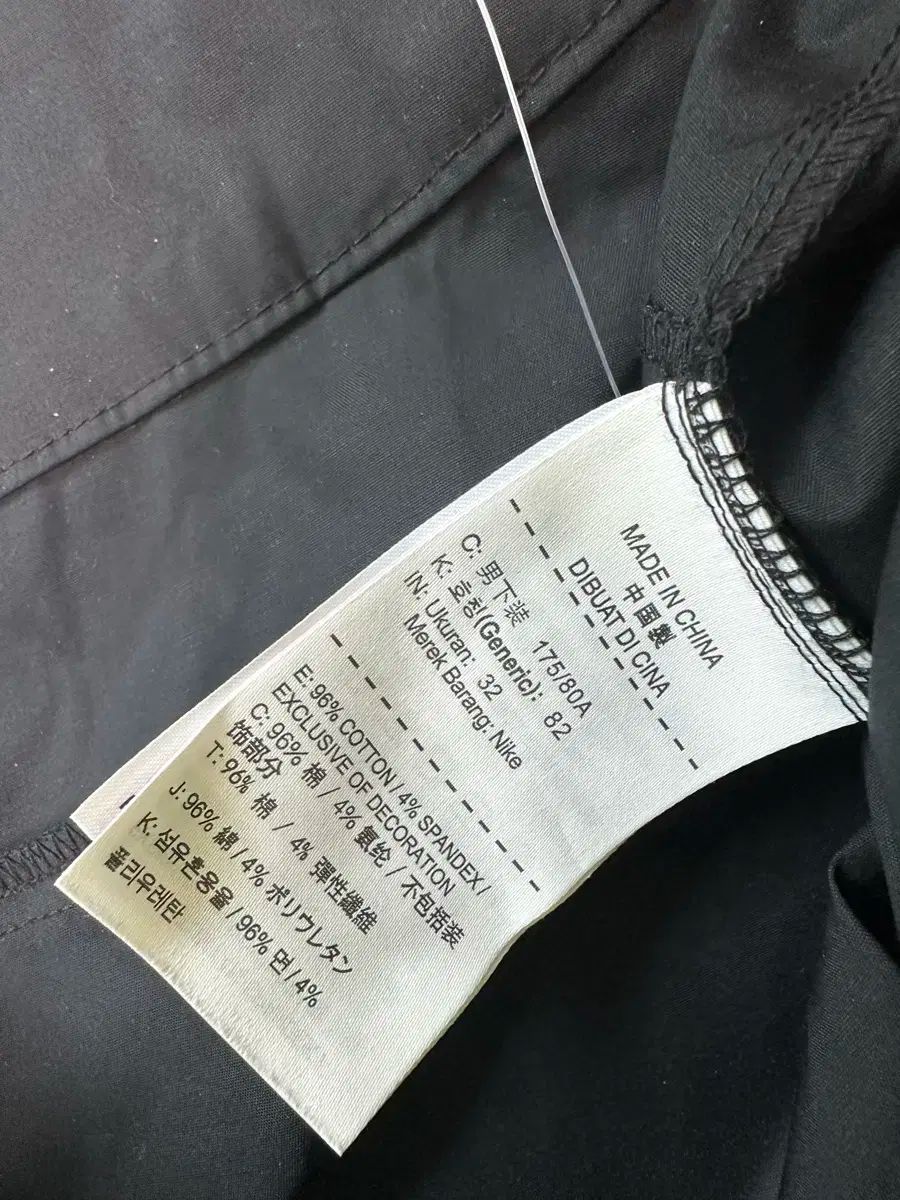 MADE IN CHINA
中國製
DIBUAT DI CINA
C: 男下装 175/80A
K: 호칭(Generic): 82
IN: Ukuran: 32
Merek Barang: Nike
E: 96% COTTON / 4% SPANDEX /
EXCLUSIVE OF DECORATION
C: 96% 棉 / 4% 氨纶 / 不包括装
饰部分
T: 96% 棉 / 4% 彈性纖維
J: 96% 綿 / 4% ポリウレタン
K: 섬유혼용율 / 96% 면 / 4%
폴리우레탄